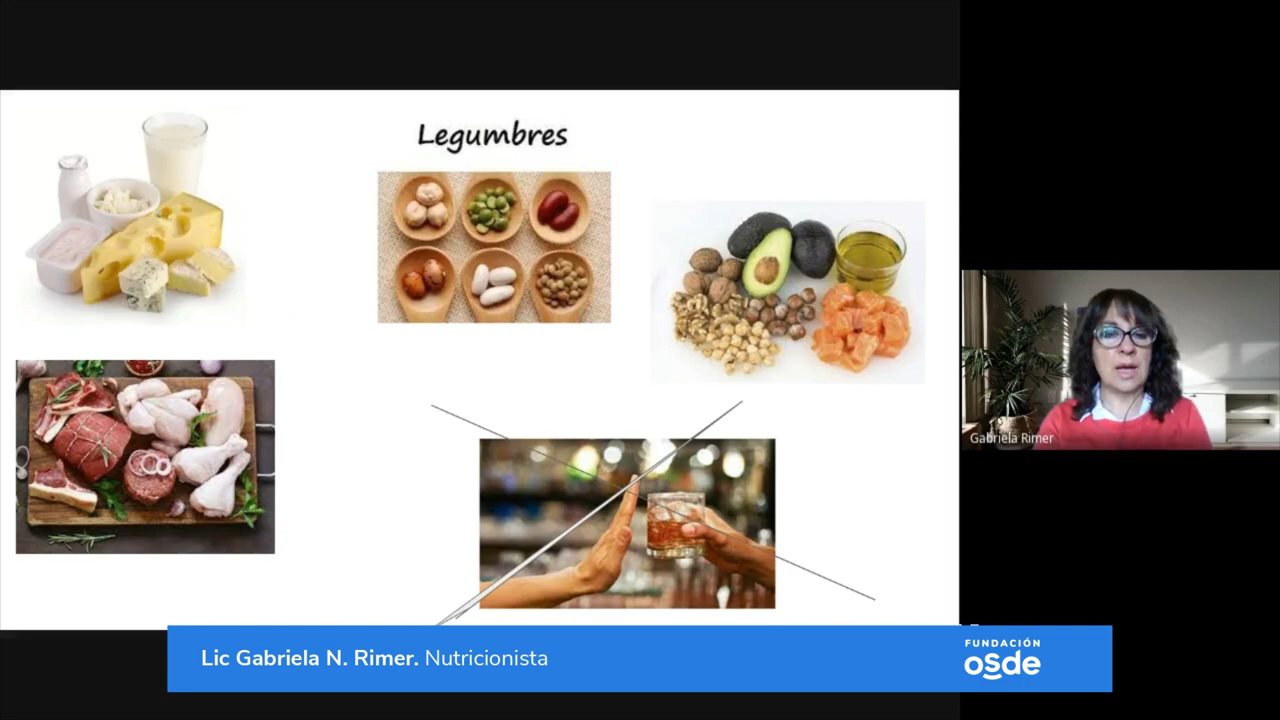 Legumbres
Gabriela Rimer
Lic Gabriela N. Rimer. Nutricionista
FUNDACIÓN
osde